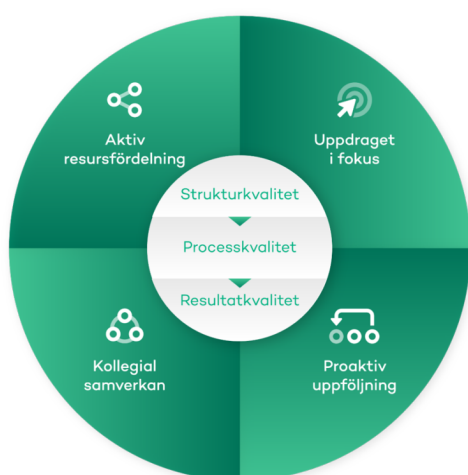 Aktiv
resursfördelning
Uppdraget
i fokus
Strukturkvalitet
Processkvalitet
Resultatkvalitet
Kollegial
samverkan
Proaktiv
uppföljning